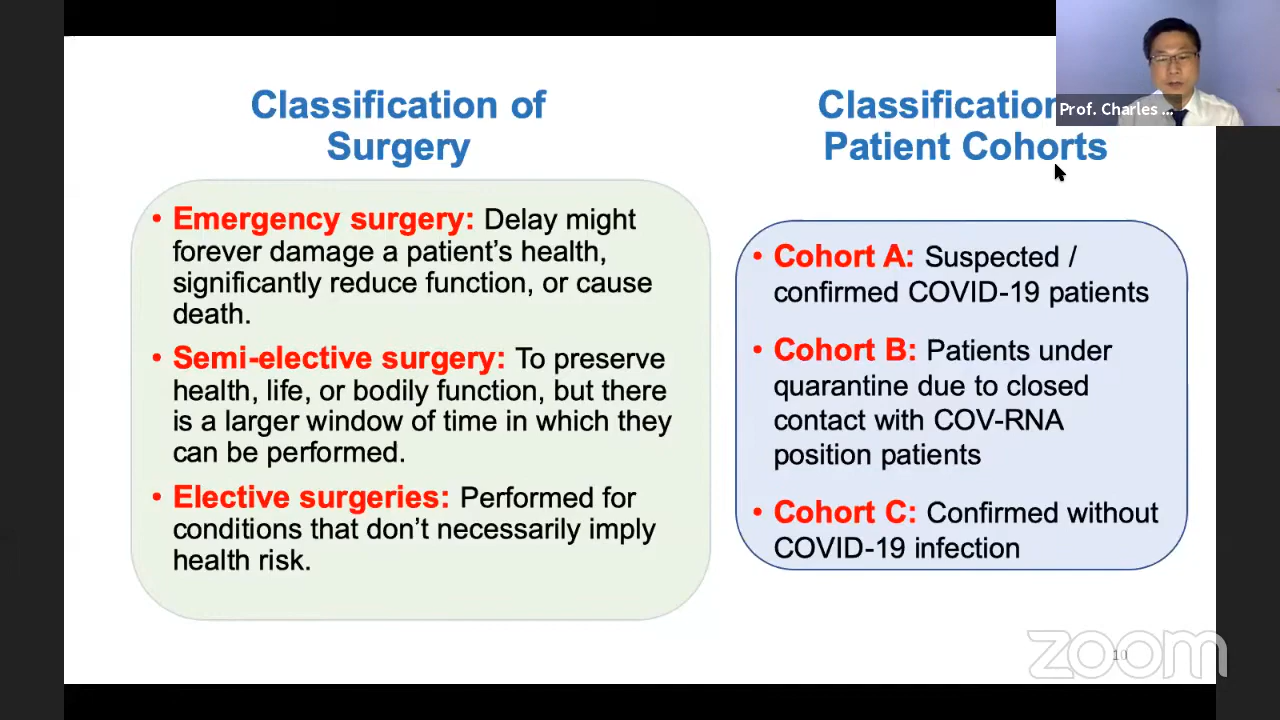 Classification of
Surgery
• Emergency surgery: Delay might
forever damage a patient’s health,
significantly reduce function, or cause
death.
• Semi-elective surgery: To preserve
health, life, or bodily function, but there
is a larger window of time in which they
can be performed.
• Elective surgeries: Performed for
conditions that don’t necessarily imply
health risk.
Classification
Patient Cohorts
• Cohort A: Suspected /
confirmed COVID-19 patients
• Cohort B: Patients under
quarantine due to closed
contact with COV-RNA
position patients
• Cohort C: Confirmed without
COVID-19 infection
Prof. Charles ...
10
zoom